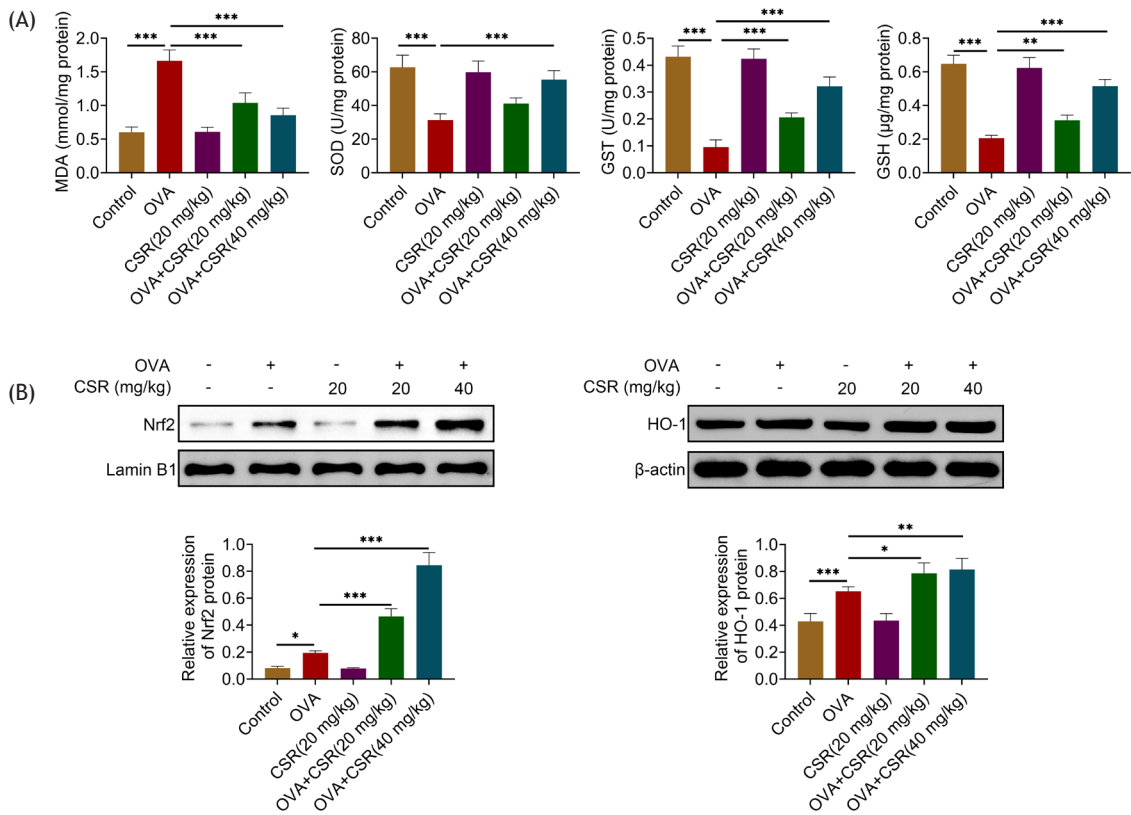 (A)
***
***
***
MDA (mmol/mg protein)
2.0
1.5
1.0
0.5
0.0
Control
OVA
CSR(20 mg/kg)
OVA+CSR(20 mg/kg)
OVA+CSR(40 mg/kg)
***
***
SOD (U/mg protein)
80
60
40
20
0
Control
OVA
CSR(20 mg/kg)
OVA+CSR(20 mg/kg)
OVA+CSR(40 mg/kg)
***
***
***
GST (U/mg protein)
0.5
0.4
0.3
0.2
0.1
0.0
Control
OVA
CSR(20 mg/kg)
OVA+CSR(20 mg/kg)
OVA+CSR(40 mg/kg)
***
***
**
GSH (μg/mg protein)
0.8
0.6
0.4
0.2
0.0
Control
OVA
CSR(20 mg/kg)
OVA+CSR(20 mg/kg)
OVA+CSR(40 mg/kg)
(B)
OVA - + - + +
CSR (mg/kg) - - 20 20 40
Nrf2
Lamin B1
***
***
*
Relative expression
of Nrf2 protein
1.0
0.8
0.6
0.4
0.2
0.0
Control
OVA
CSR(20 mg/kg)
OVA+CSR(20 mg/kg)
OVA+CSR(40 mg/kg)
OVA - + - + +
CSR (mg/kg) - - 20 20 40
HO-1
β-actin
**
*
***
Relative expression
of HO-1 protein
1.0
0.8
0.6
0.4
0.2
0.0
Control
OVA
CSR(20 mg/kg)
OVA+CSR(20 mg/kg)
OVA+CSR(40 mg/kg)